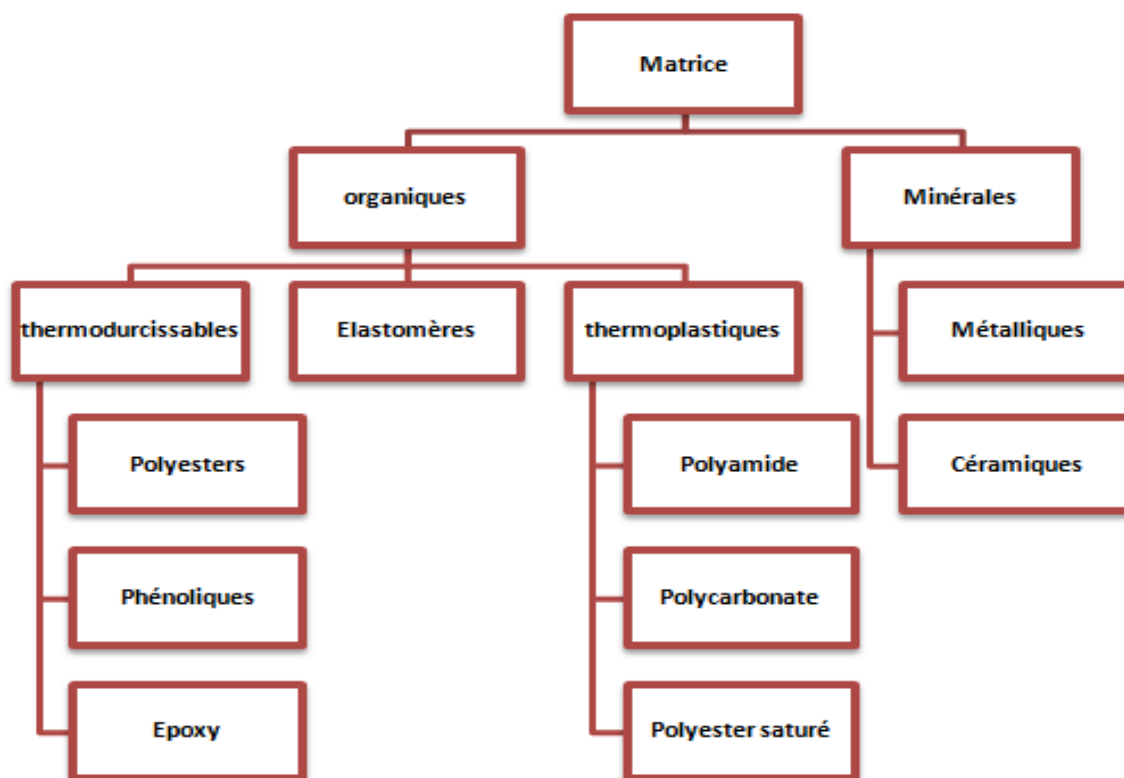 Matrice
organiques
Minérales
thermodurcissables
Elastomères
thermoplastiques
Métalliques
Polyesters
Polyamide
Céramiques
Phénoliques
Polycarbonate
Epoxy
Polyester saturé